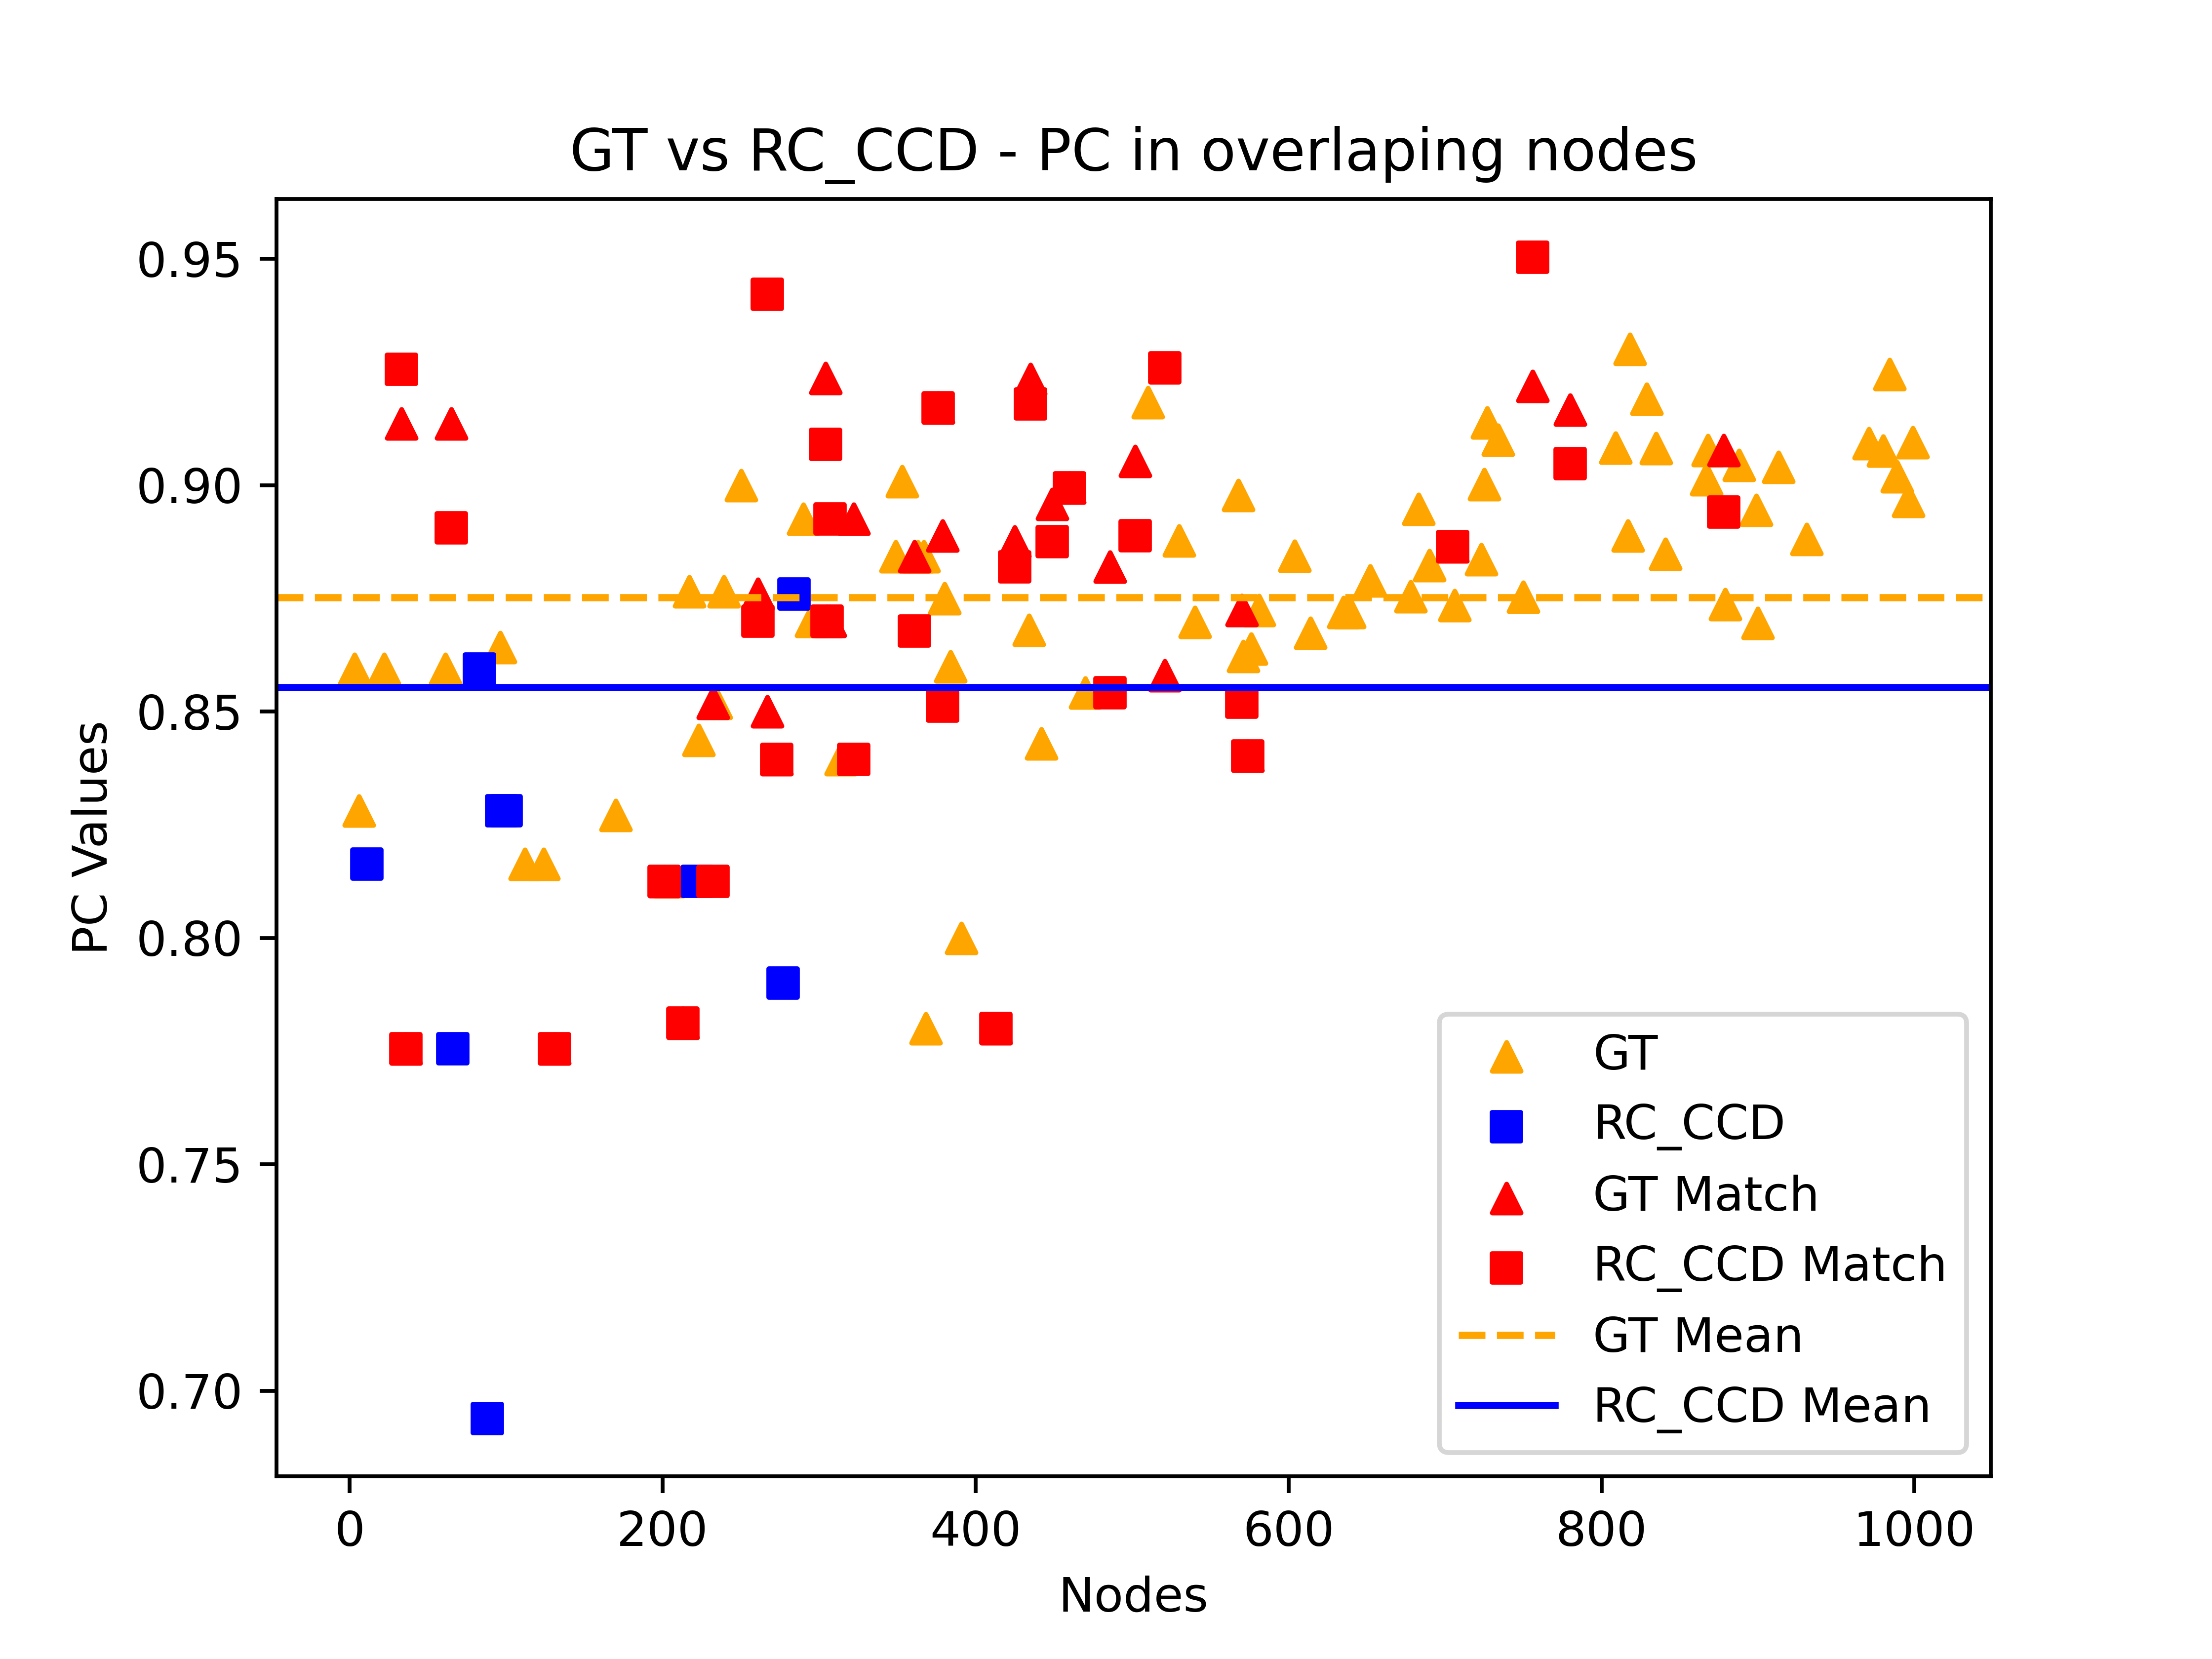 GT vs RC_CCD - PC in overlaping nodes
0.95
0.90
0.85
0.80
0.75
0.70
PC Values
0 200 400 600 800 1000
Nodes
GT
RC_CCD
GT Match
RC_CCD Match
GT Mean
RC_CCD Mean